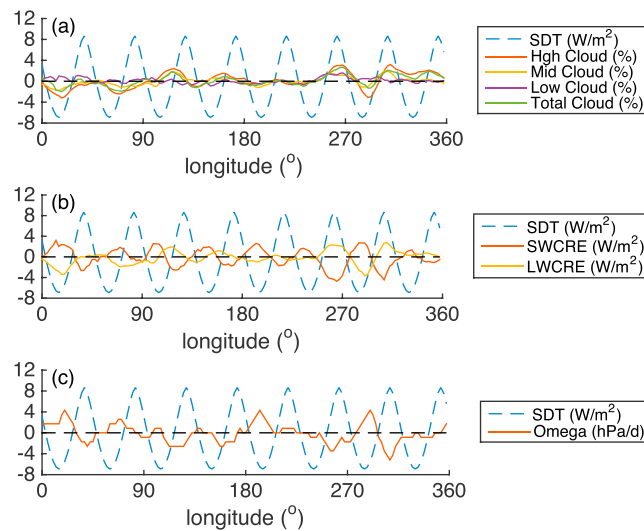 (a)
12
8
4
0
-4
-8
0 90 180 270 360
longitude (o)
SDT (W/m2)
Hgh Cloud (%)
Mid Cloud (%)
Low Cloud (%)
Total Cloud (%)
(b)
12
8
4
0
-4
-8
0 90 180 270 360
longitude (o)
SDT (W/m2)
SWCRE (W/m2)
LWCRE (W/m2)
(c)
12
8
4
0
-4
-8
0 90 180 270 360
longitude (o)
SDT (W/m2)
Omega (hPa/d)